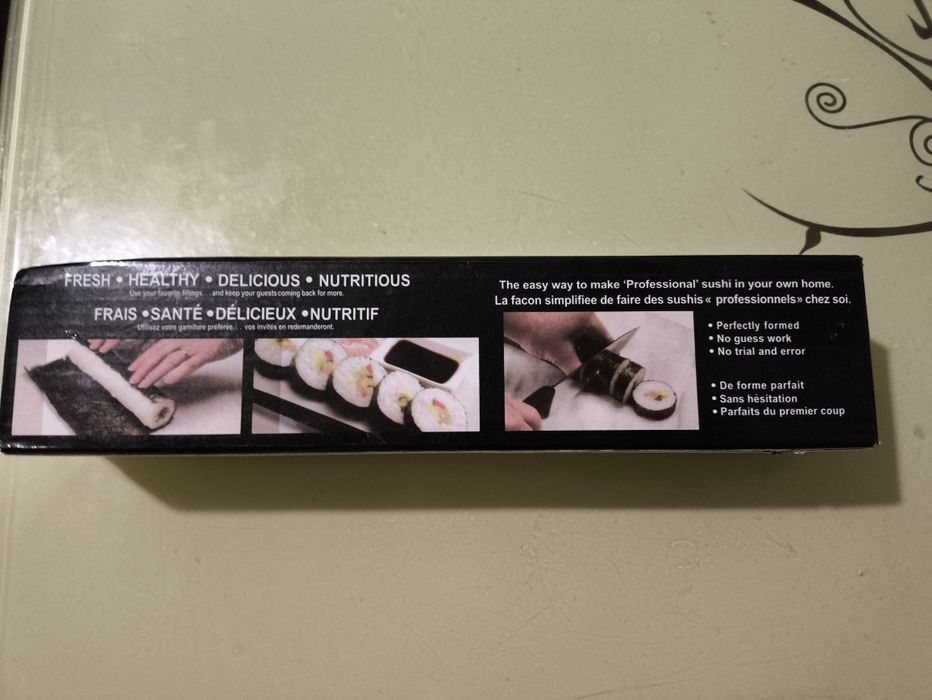 FRESH • HEALTHY • DELICIOUS • NUTRITIOUS
Use your favorite fillings. . . and keep your guests coming back for more.
FRAIS •SANTÉ •DÉLICIEUX •NUTRITIF
Utilisez votre garniture préférée. . . vos invités en redemanderont.
The easy way to make ‘Professional’ sushi in your own home.
La facon simplifiee de faire des sushis « professionnels» chez soi.
• Perfectly formed
• No guess work
• No trial and error
• De forme parfait
• Sans hésitation
• Parfaits du premier coup